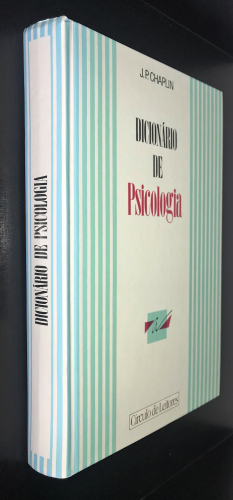 DICIONÁRIO DE PSICOLOGIA
J.P. CHAPLIN
DICIONÁRIO
DE
Psicologia
Círculo de Leitores